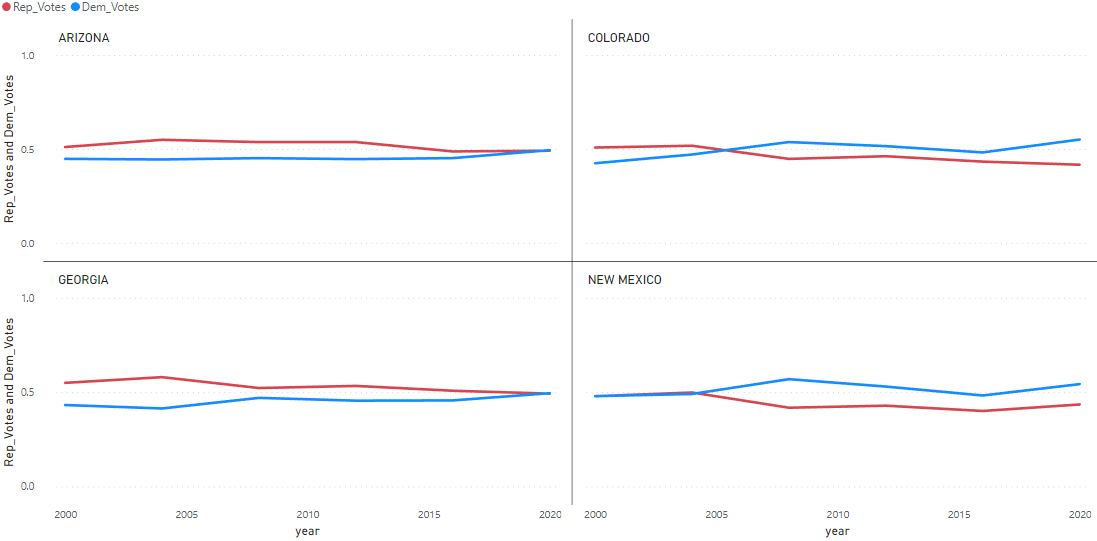 Rep_Votes Dem_Votes
ARIZONA
COLORADO
Rep_Votes and Dem_Votes
1.0
0.5
0.0
GEORGIA
NEW MEXICO
Rep_Votes and Dem_Votes
1.0
0.5
0.0
2000 2005 2010 2015 2020
year
2000 2005 2010 2015 2020
year